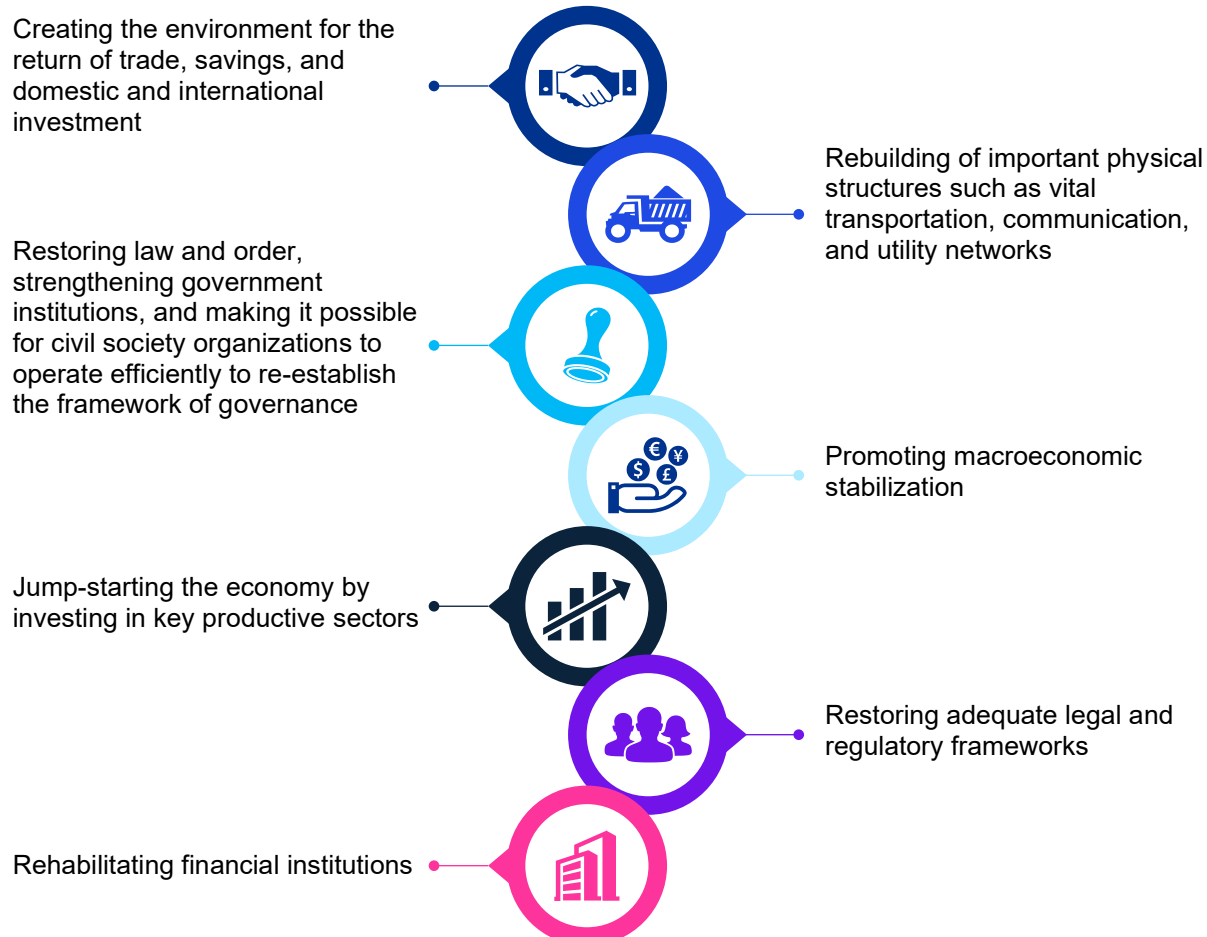 Creating the environment for the
return of trade, savings, and
domestic and international
investment
Rebuilding of important physical
structures such as vital
transportation, communication,
and utility networks
Restoring law and order,
strengthening government
institutions, and making it possible
for civil society organizations to
operate efficiently to re-establish
the framework of governance
€
¥
$
£
Promoting macroeconomic
stabilization
Jump-starting the economy by
investing in key productive sectors
Restoring adequate legal and
regulatory frameworks
Rehabilitating financial institutions